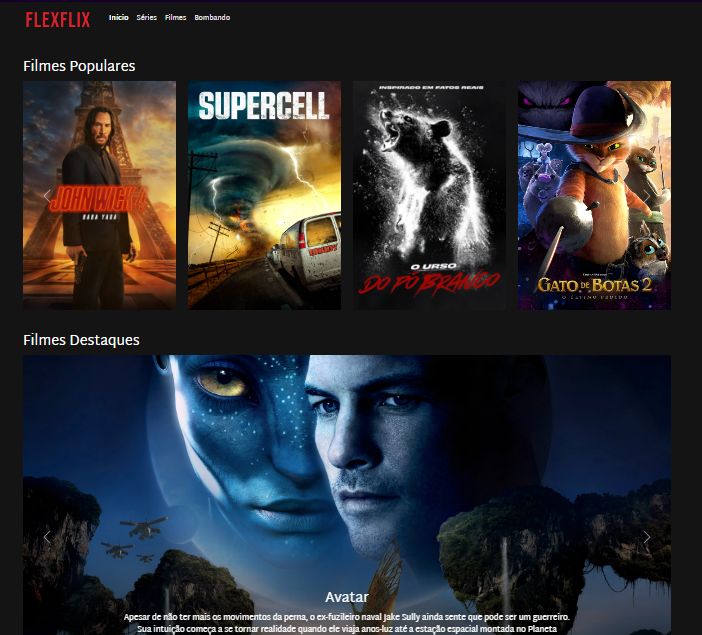 FLEXFLIX
Início Séries Filmes Bombando
Filmes Populares
JOHN WICK 4
BABA YAGA
SUPERCELL
INSPIRADO EM FATOS REAIS
O URSO
DO PÓ BRANCO
GATO DE BOTAS 2
O ÚLTIMO PEDIDO
Filmes Destaques
Avatar
Apesar de não ter mais os movimentos da perna, o ex-fuzileiro naval Jake Sully ainda sente que pode ser um guerreiro.
Sua intuição começa a se tornar realidade quando ele viaja anos-luz até a estação espacial montada no Planeta